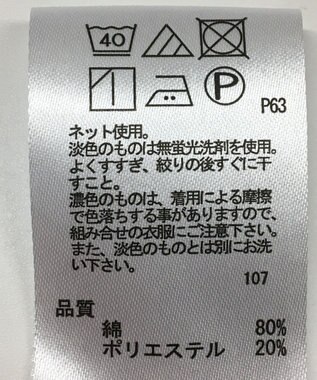 40
P
P63
ネット使用。
淡色のものは無蛍光洗剤を使用。
よくすすぎ、絞りの後すぐに干
すこと。
濃色のものは、着用による摩擦
で色落ちする事がありますので、
組み合せの衣服にご注意下さい。
また、淡色のものとは別にお洗
い下さい。
107
品質
綿 80%
ポリエステル 20%